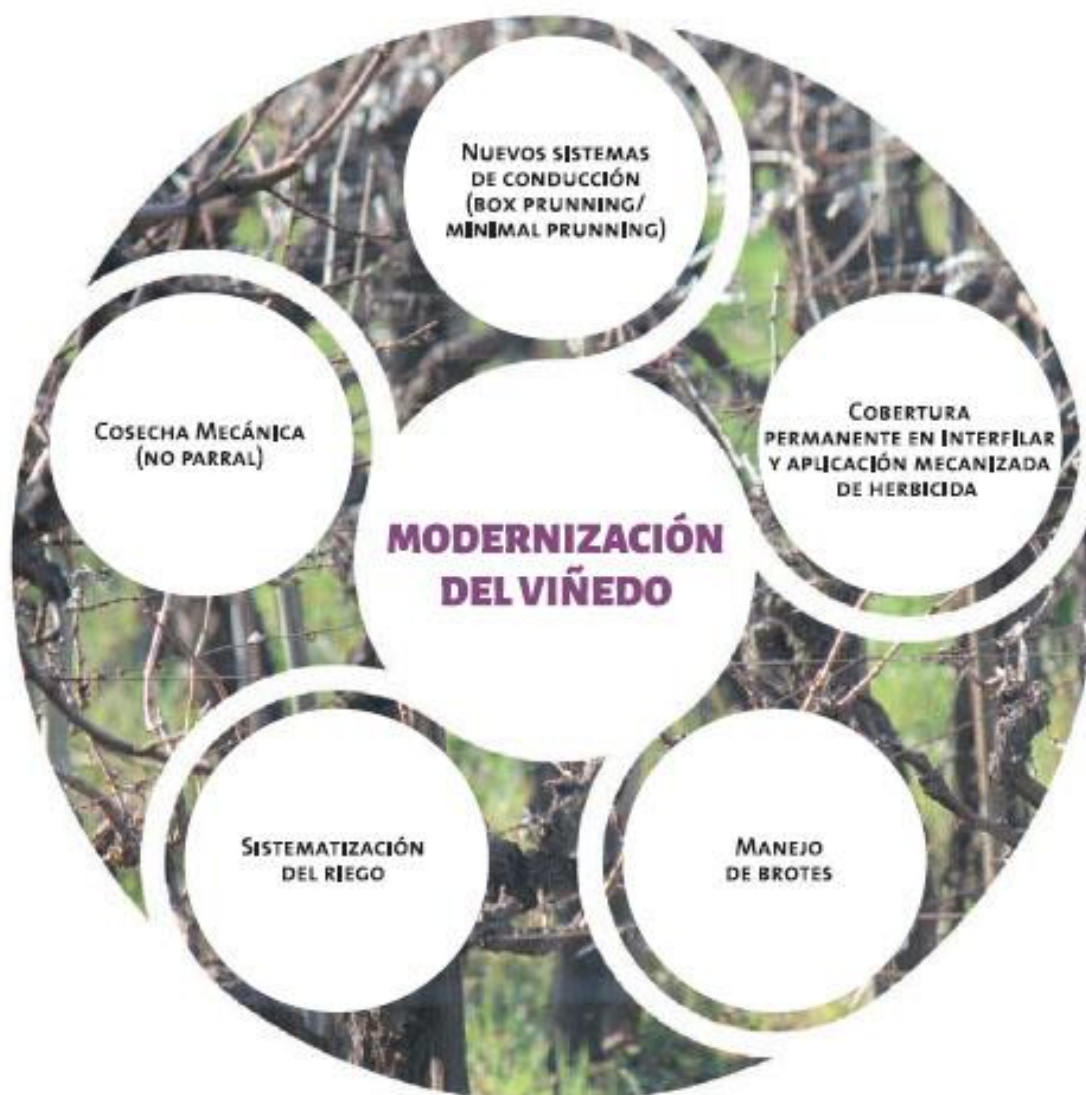 NUEVOS SISTEMAS
DE CONDUCCIÓN
(BOX PRUNNING/
MINIMAL PRUNNING)
COBERTURA
PERMANENTE EN INTERFILAR
Y APLICACIÓN MECANIZADA
DE HERBICIDA
MANEJO
DE BROTES
SISTEMATIZACIÓN
DEL RIEGO
COSECHA MECÁNICA
(NO PARRAL)
MODERNIZACIÓN
DEL VIÑEDO